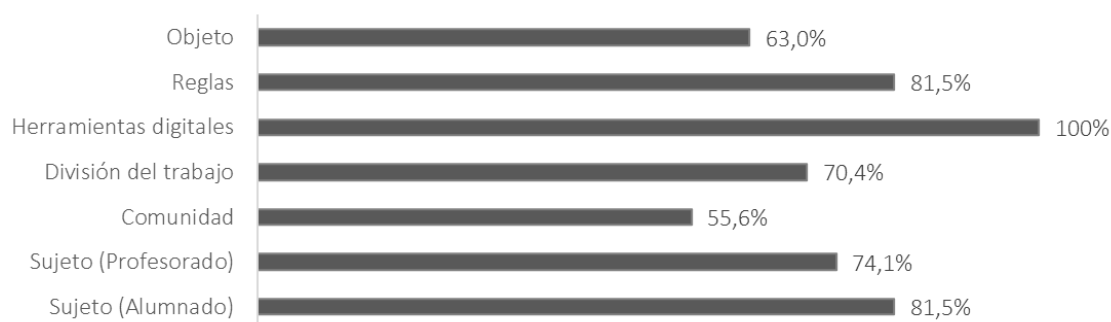 Objeto 63,0%
Reglas 81,5%
Herramientas digitales 100%
División del trabajo 70,4%
Comunidad 55,6%
Sujeto (Profesorado) 74,1%
Sujeto (Alumnado) 81,5%